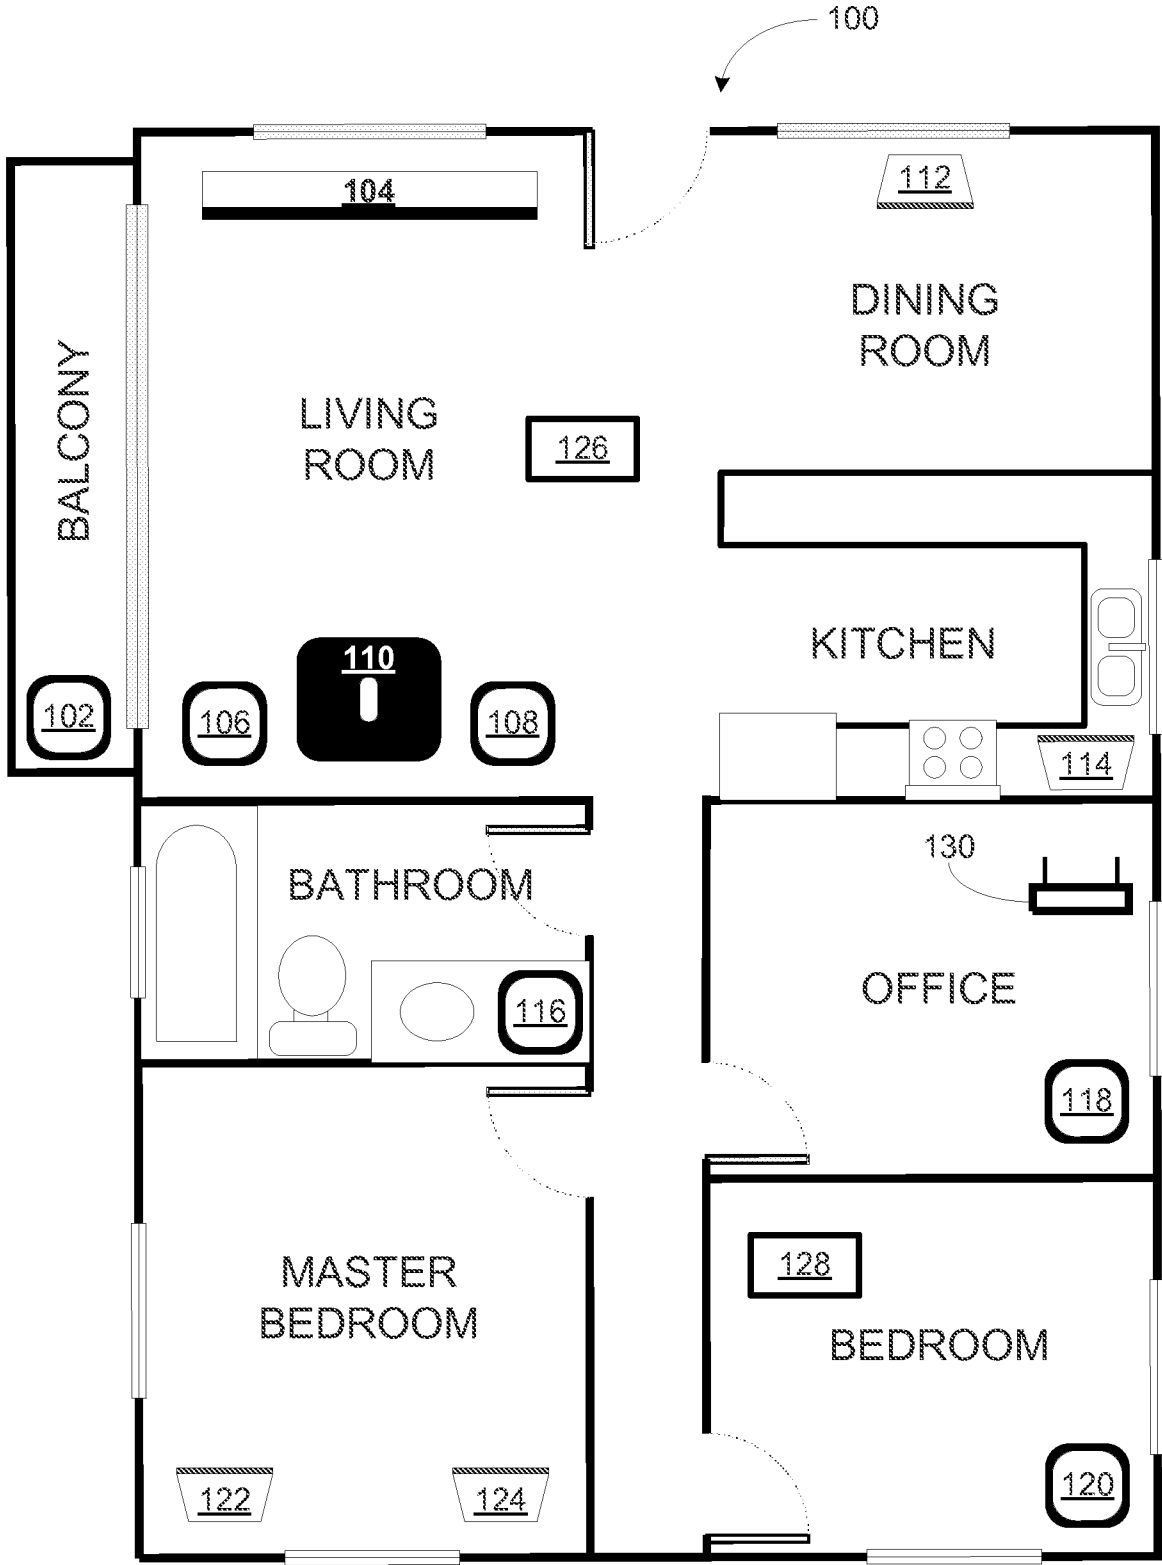 100
104
112
DINING
ROOM
BALCONY
LIVING
ROOM
126
KITCHEN
110
102
106
108
114
130
BATHROOM
OFFICE
116
118
MASTER
BEDROOM
128
BEDROOM
122
124
120